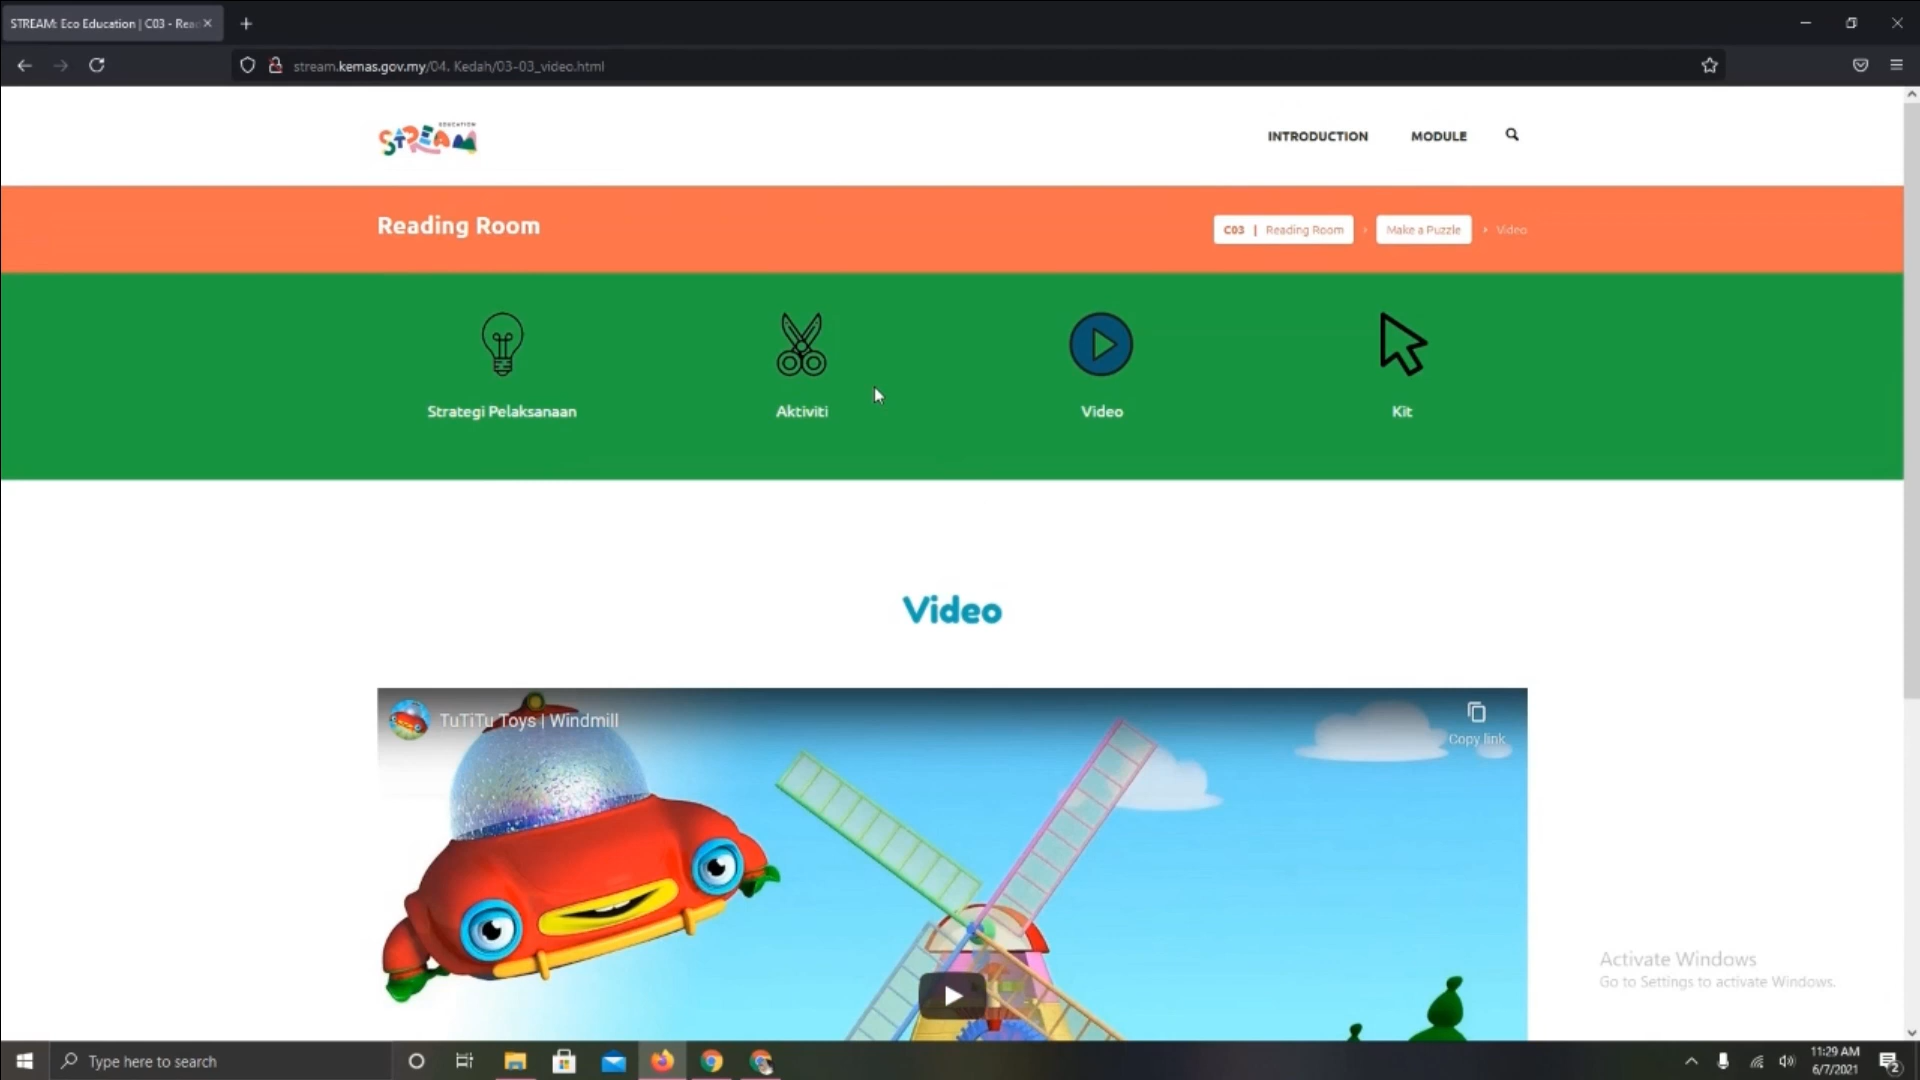 STREAM: Eco Education | C03 - Rea
stream.kemas.gov.my/04. Kedah/03-03_video.html
EDUCATION
STREAM
INTRODUCTION
MODULE
Reading Room
C03 | Reading Room
Make a Puzzle
Video
Strategi Pelaksanaan
Aktiviti
Video
Kit
Video
TuTiTu Toys | Windmill
Copy link
Activate Windows
Go to Settings to activate Windows.
Type here to search
11:29 AM
6/7/2021
2